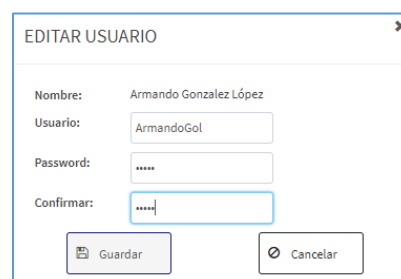 EDITAR USUARIO
Nombre: Armando Gonzalez López
Usuario: ArmandoGol
Password: •••••
Confirmar: •••••
Guardar Cancelar